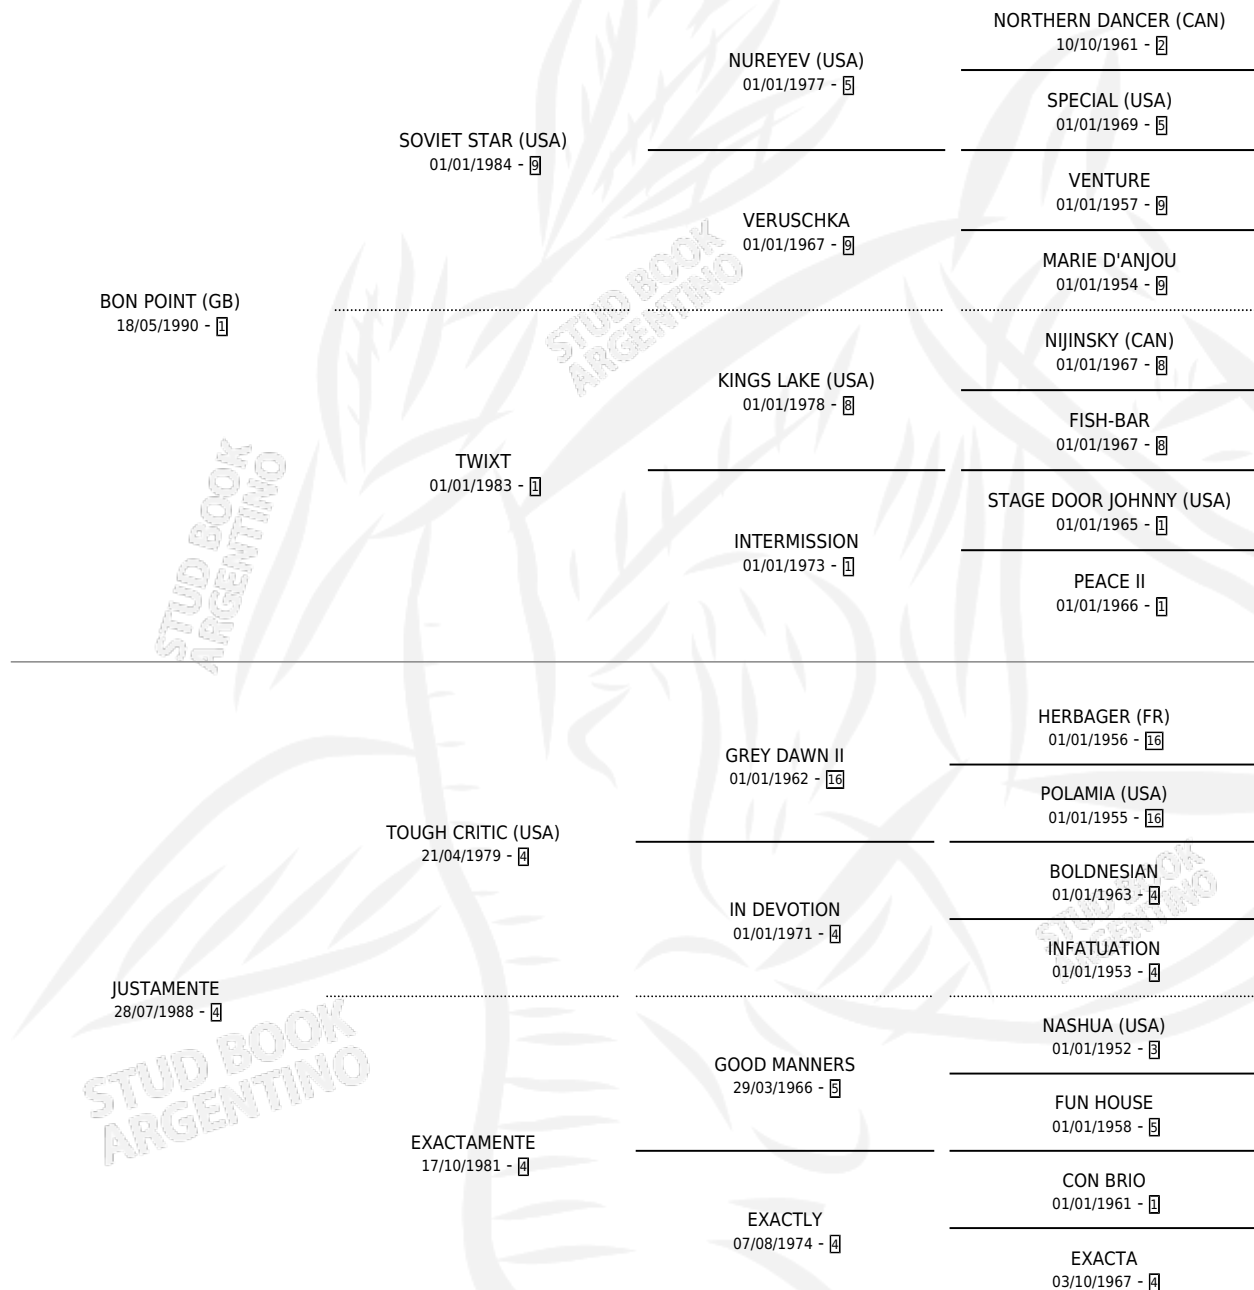 NORTHERN DANCER (CAN)
10/10/1961 - 2
NUREYEV (USA)
01/01/1977 - 5
SPECIAL (USA)
01/01/1969 - 5
SOVIET STAR (USA)
01/01/1984 - 9
VENTURE
01/01/1957 - 9
VERUSCHKA
01/01/1967 - 9
MARIE D'ANJOU
01/01/1954 - 9
BON POINT (GB)
18/05/1990 - 1
NIJINSKY (CAN)
01/01/1967 - 8
KINGS LAKE (USA)
01/01/1978 - 8
FISH-BAR
01/01/1967 - 8
TWIXT
01/01/1983 - 1
STAGE DOOR JOHNNY (USA)
01/01/1965 - 1
INTERMISSION
01/01/1973 - 1
PEACE II
01/01/1966 - 1
HERBAGER (FR)
01/01/1956 - 16
GREY DAWN II
01/01/1962 - 16
POLAMIA (USA)
01/01/1955 - 16
TOUGH CRITIC (USA)
21/04/1979 - 4
BOLDNESIAN
01/01/1963 - 4
IN DEVOTION
01/01/1971 - 4
INFATUATION
01/01/1953 - 4
JUSTAMENTE
28/07/1988 - 4
NASHUA (USA)
01/01/1952 - 3
GOOD MANNERS
29/03/1966 - 5
FUN HOUSE
01/01/1958 - 5
EXACTAMENTE
17/10/1981 - 4
CON BRIO
01/01/1961 - 1
EXACTLY
07/08/1974 - 4
EXACTA
03/10/1967 - 4
STUD BOOK
ARGENTINO
STUD BOOK
ARGENTINO
STUD BOOK
ARGENTINO
STUD BOOK
ARGENTINO